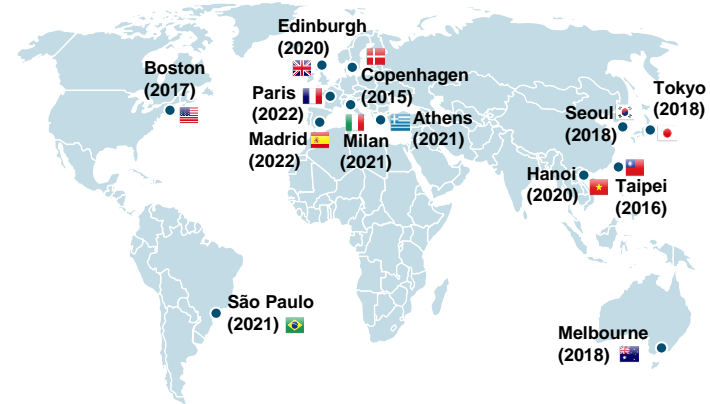 Edinburgh
(2020)
Boston
(2017)
Copenhagen
(2015)
Paris
(2022)
Athens
(2021)
Madrid
(2022)
Milan
(2021)
Tokyo
(2018)
Seoul
(2018)
Hanoi
(2020)
Taipei
(2016)
São Paulo
(2021)
Melbourne
(2018)